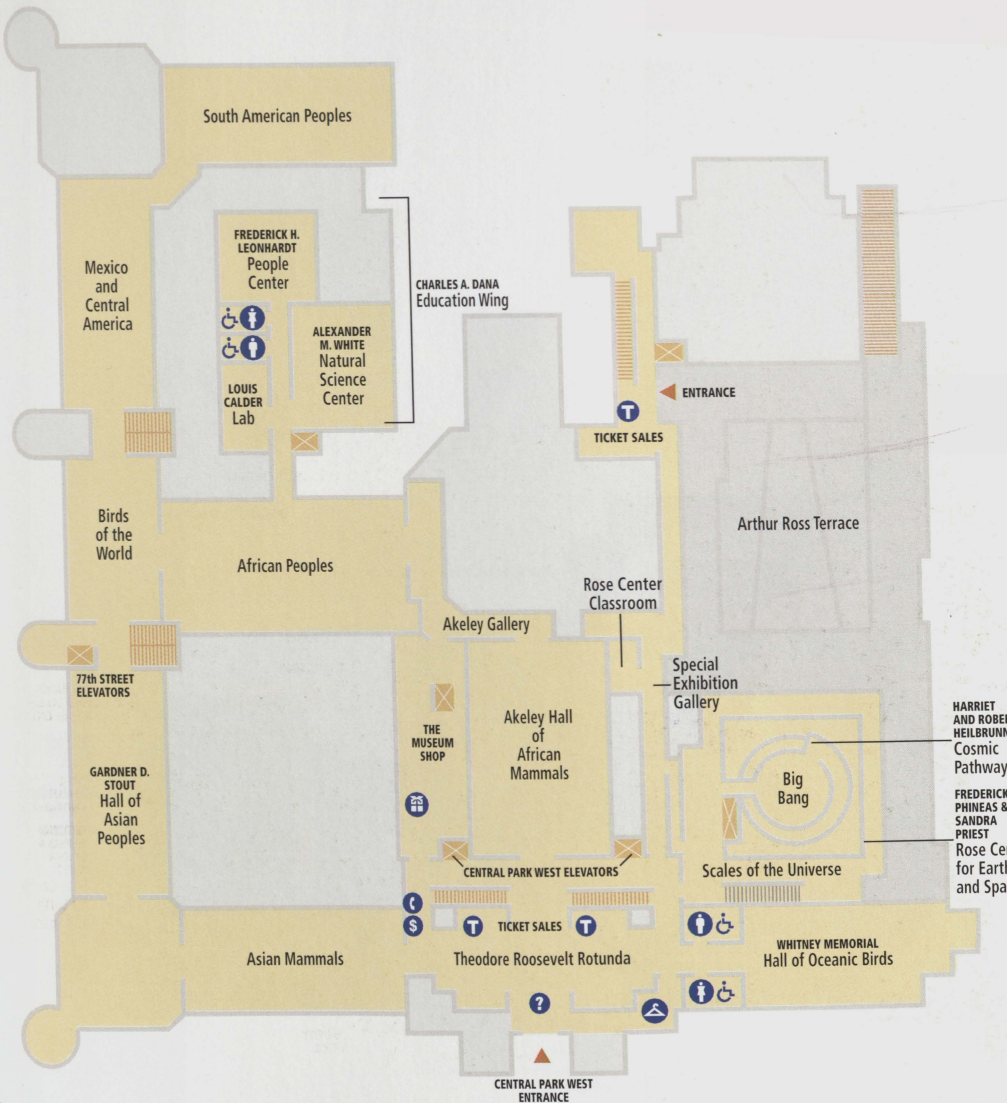 South American Peoples
FREDERICK H.
LEONHARDT
People
Center
Mexico
and
Central
America
CHARLES A. DANA
Education Wing
ALEXANDER
M. WHITE
Natural
Science
Center
LOUIS
CALDER
Lab
ENTRANCE
T
TICKET SALES
Birds
of the
World
African Peoples
Arthur Ross Terrace
Rose Center
Classroom
Akeley Gallery
77th STREET
ELEVATORS
Special
Exhibition
Gallery
THE
MUSEUM
SHOP
Akeley Hall
of
African
Mammals
HARRIET
AND
Cosmic
Pathway
Big
Bang
GARDNER D.
STOUT
Hall of
Asian
Peoples
FREDERICK
PHINEAS &
SANDRA
PRIEST
Rose
for Earth
and
CENTRAL PARK WEST ELEVATORS
Scales of the Universe
$
T TICKET SALES T
Asian Mammals
Theodore Roosevelt Rotunda
WHITNEY MEMORIAL
Hall of Oceanic Birds
?
CENTRAL PARK WEST
ENTRANCE